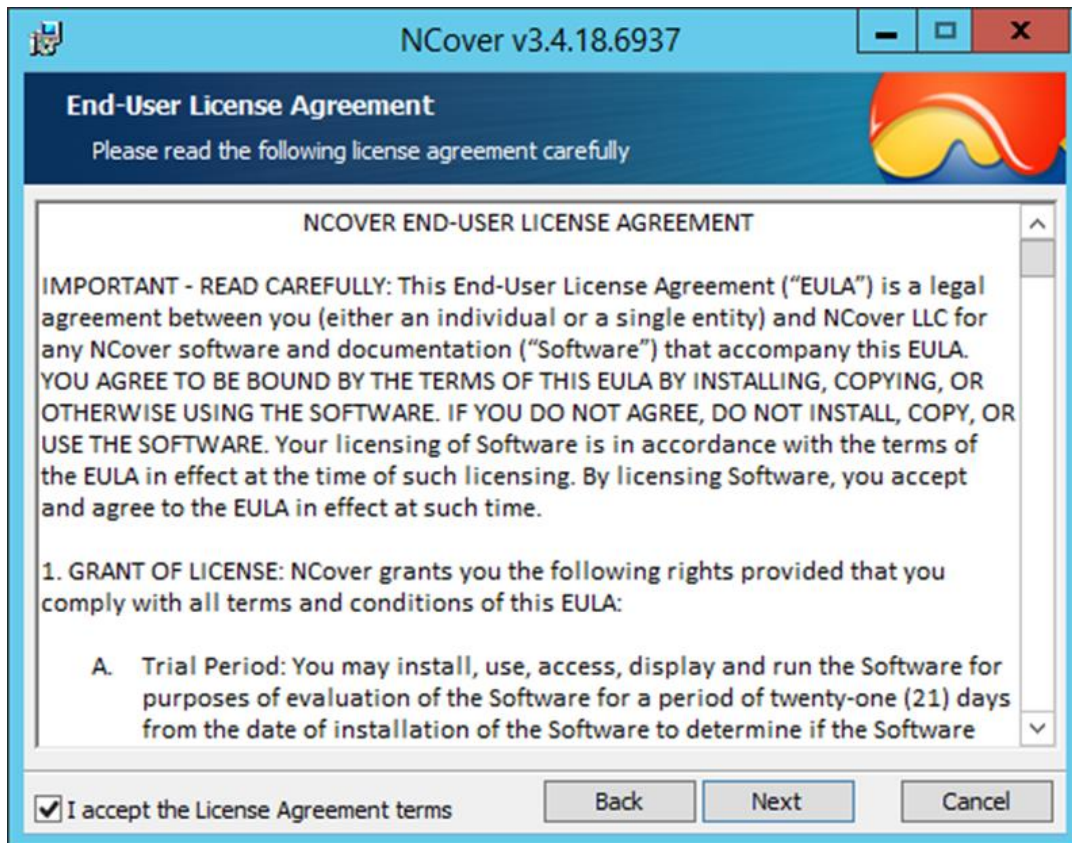 NCover v3.4.18.6937
End-User License Agreement
Please read the following license agreement carefully
NCOVER END-USER LICENSE AGREEMENT
IMPORTANT - READ CAREFULLY: This End-User License Agreement (“EULA”) is a legal
agreement between you (either an individual or a single entity) and NCover LLC for
any NCover software and documentation (“Software”) that accompany this EULA.
YOU AGREE TO BE BOUND BY THE TERMS OF THIS EULA BY INSTALLING, COPYING, OR
OTHERWISE USING THE SOFTWARE. IF YOU DO NOT AGREE, DO NOT INSTALL, COPY, OR
USE THE SOFTWARE. Your licensing of Software is in accordance with the terms of
the EULA in effect at the time of such licensing. By licensing Software, you accept
and agree to the EULA in effect at such time.
1. GRANT OF LICENSE: NCover grants you the following rights provided that you
comply with all terms and conditions of this EULA:
A. Trial Period: You may install, use, access, display and run the Software for
purposes of evaluation of the Software for a period of twenty-one (21) days
from the date of installation of the Software to determine if the Software
I accept the License Agreement terms
Back
Next
Cancel